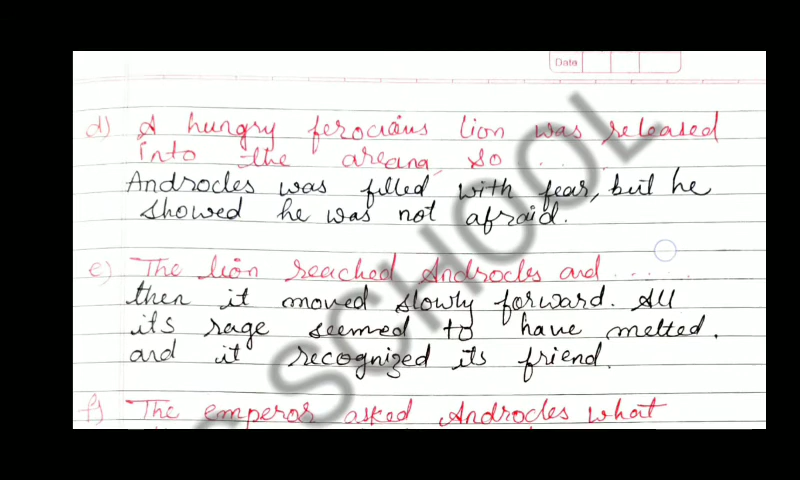 Date
d) A hungry ferocious lion was released
into the areana so ...
Androcles was filled with fear, but he
showed he was not afraid.
e) The lion reached Androcles and ......
then it moved slowly forward. All
its rage seemed to have melted.
and it recognized its friend.
f) The emperor asked Androcles what
SCHOOL